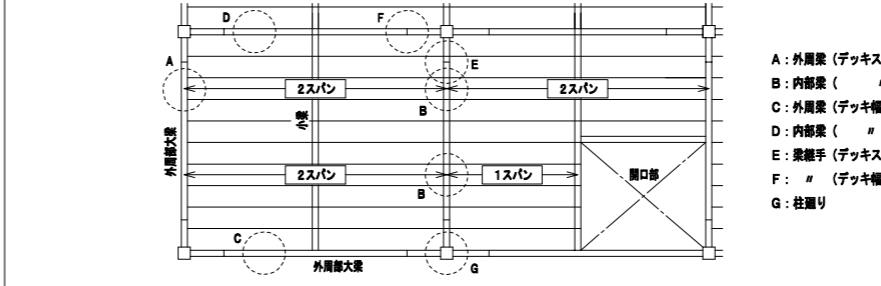 D
F
A
E
2スパン
2スパン
B
小梁
外周部大梁
2スパン
1スパン
開口部
B
C
G
外周部大梁
A：外周梁（デッキス
B：内部梁（ 〃
C：外周梁（デッキ幅
D：内部梁（ 〃
E：梁継手（デッキス
F： 〃 （デッキ幅
G：柱廻り